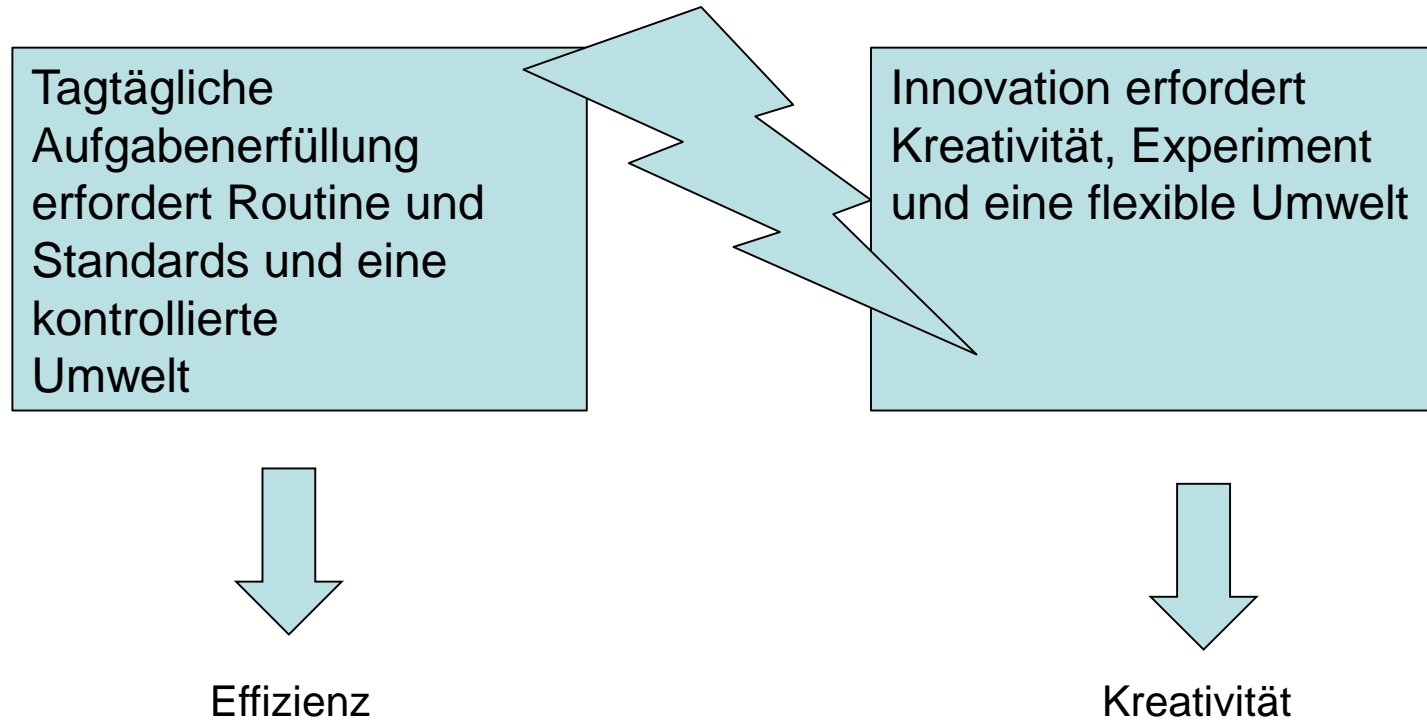 Tagtägliche
Aufgabenerfüllung
erfordert Routine und
Standards und eine
kontrollierte
Umwelt
Innovation erfordert
Kreativität, Experiment
und eine flexible Umwelt
Effizienz
Kreativität